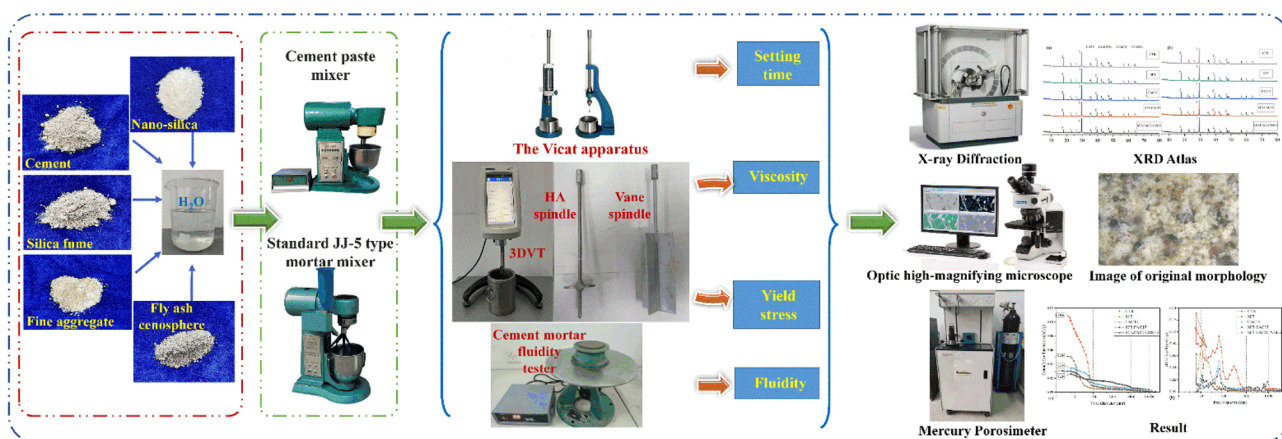 Nano-silica
Cement
H₂O
Silica fume
Fine aggregate
Fly ash
cenosphere
Cement paste
mixer
Standard JJ-5 type
mortar mixer
The Vicat apparatus
HA
spindle
Vane
spindle
3DVT
Cement mortar
fluidity
tester
Setting
time
Viscosity
Yield
stress
Fluidity
X-ray Diffraction
XRD Atlas
Optic high-magnifying microscope
Image of original morphology
Mercury Porosimeter
Result